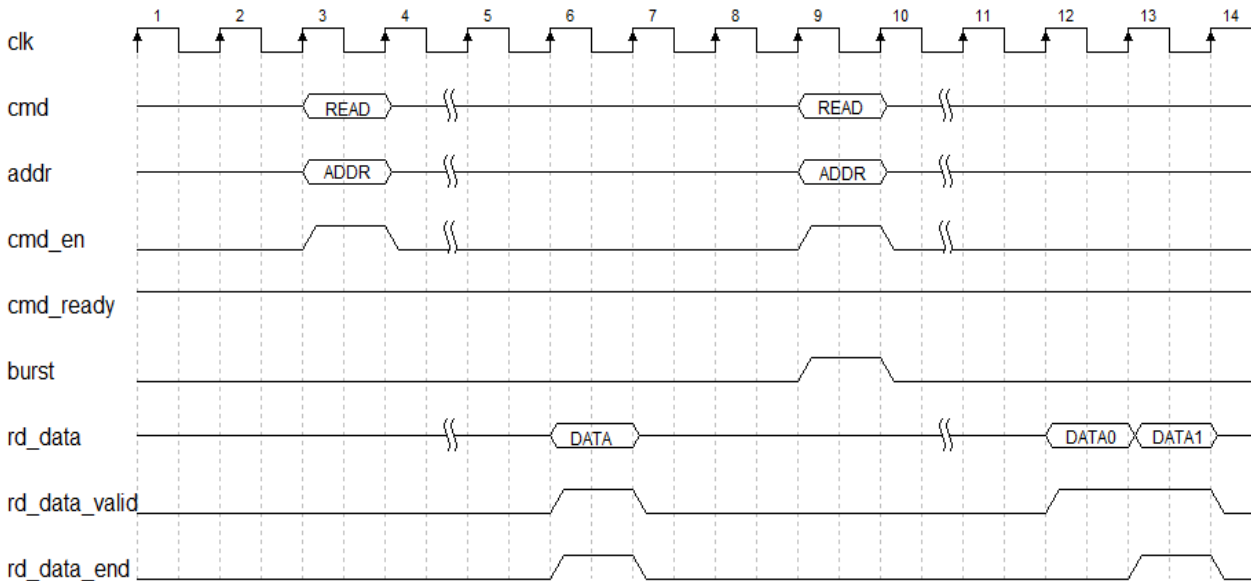 1 2 3 4 5 6 7 8 9 10 11 12 13 14
clk
cmd READ READ
addr ADDR ADDR
cmd_en
cmd_ready
burst
rd_data DATA DATA0 DATA1
rd_data_valid
rd_data_end